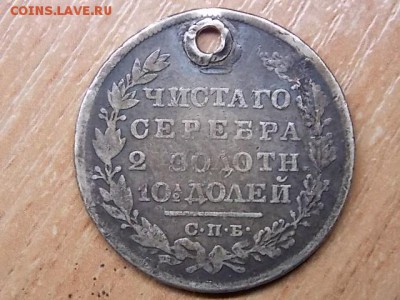 COINS.LAVE.RU
ЧИСТАГО
СЕРЕБРА
2 ЗОЛОТН
10½ ДОЛЕЙ
С·П·Б·